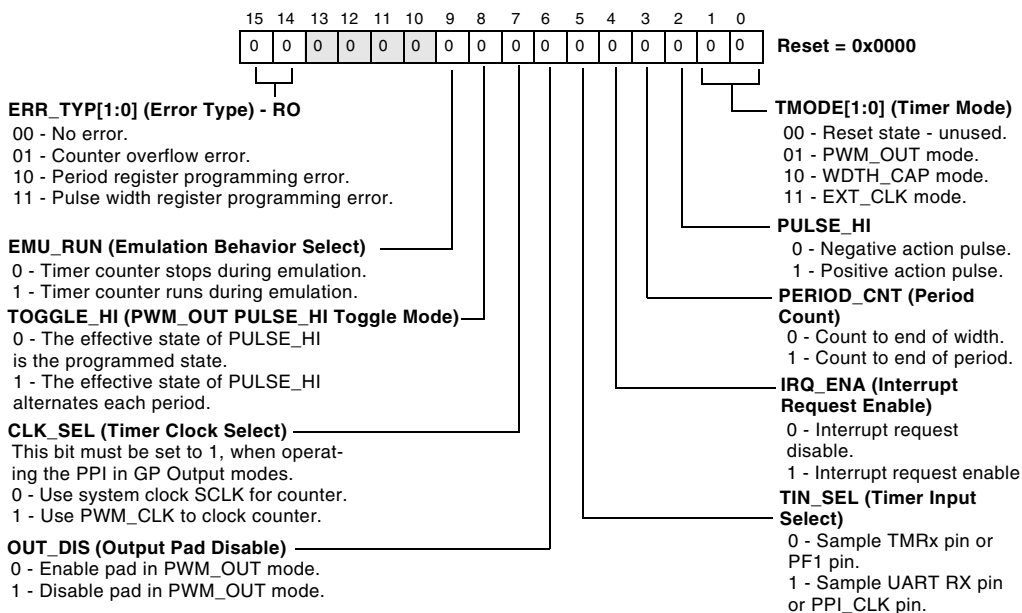 15 14 13 12 11 10 9 8 7 6 5 4 3 2 1 0
0 0 0 0 0 0 0 0 0 0 0 0 0 0 0 0 Reset = 0x0000
ERR_TYP[1:0] (Error Type) - RO
00 - No error.
01 - Counter overflow error.
10 - Period register programming error.
11 - Pulse width register programming error.
EMU_RUN (Emulation Behavior Select)
0 - Timer counter stops during emulation.
1 - Timer counter runs during emulation.
TOGGLE_HI (PWM_OUT PULSE_HI Toggle Mode)
0 - The effective state of PULSE_HI
is the programmed state.
1 - The effective state of PULSE_HI
alternates each period.
CLK_SEL (Timer Clock Select)
This bit must be set to 1, when operat-
ing the PPI in GP Output modes.
0 - Use system clock SCLK for counter.
1 - Use PWM_CLK to clock counter.
OUT_DIS (Output Pad Disable)
0 - Enable pad in PWM_OUT mode.
1 - Disable pad in PWM_OUT mode.
TMODE[1:0] (Timer Mode)
00 - Reset state - unused.
01 - PWM_OUT mode.
10 - WDTH_CAP mode.
11 - EXT_CLK mode.
PULSE_HI
0 - Negative action pulse.
1 - Positive action pulse.
PERIOD_CNT (Period
Count)
0 - Count to end of width.
1 - Count to end of period.
IRQ_ENA (Interrupt
Request Enable)
0 - Interrupt request
disable.
1 - Interrupt request enable
TIN_SEL (Timer Input
Select)
0 - Sample TMRx pin or
PF1 pin.
1 - Sample UART RX pin
or PPI_CLK pin.